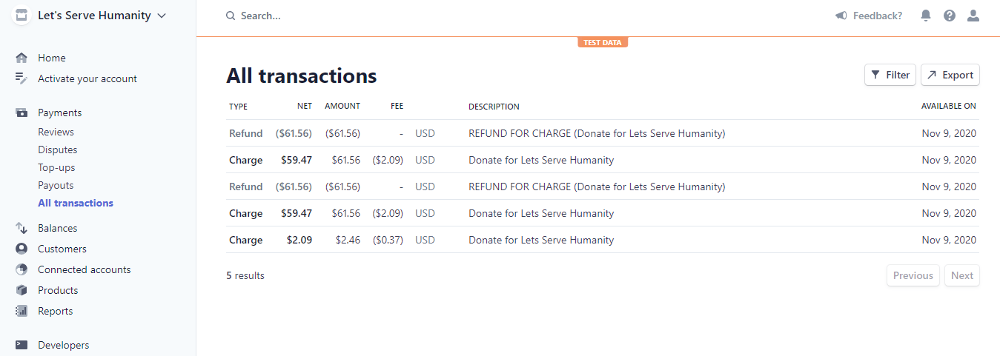 Let's Serve Humanity
Search...
Feedback?
TEST DATA
Home
Activate your account
Payments
Reviews
Disputes
Top-ups
Payouts
All transactions
Balances
Customers
Connected accounts
Products
Reports
Developers
All transactions
Filter Export
TYPE NET AMOUNT FEE DESCRIPTION AVAILABLE ON
Refund ($61.56) ($61.56) - USD REFUND FOR CHARGE (Donate for Lets Serve Humanity) Nov 9, 2020
Charge $59.47 $61.56 ($2.09) USD Donate for Lets Serve Humanity Nov 9, 2020
Refund ($61.56) ($61.56) - USD REFUND FOR CHARGE (Donate for Lets Serve Humanity) Nov 9, 2020
Charge $59.47 $61.56 ($2.09) USD Donate for Lets Serve Humanity Nov 9, 2020
Charge $2.09 $2.46 ($0.37) USD Donate for Lets Serve Humanity Nov 9, 2020
5 results
Previous Next